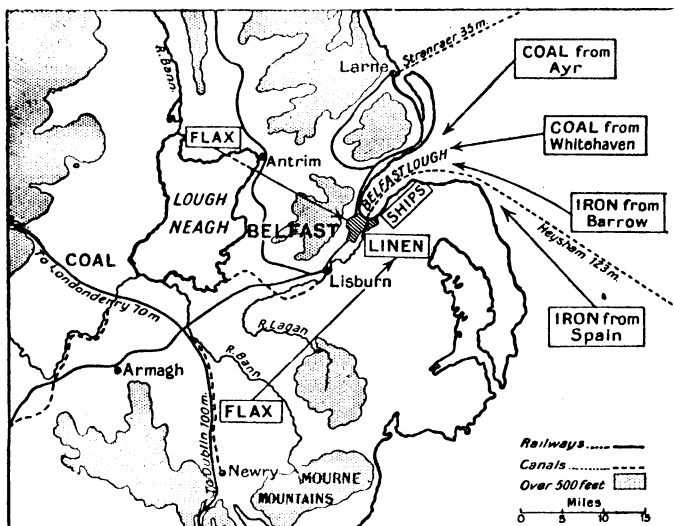 R.Bann
Larne
Stranraer 35 m.
COAL from
Ayr
FLAX
COAL from
Whitehaven
Antrim
BELFAST LOUGH
LOUGH
NEAGH
SHIPS
IRON from
Barrow
BELFAST
LINEN
COAL
Heysham 123 m.
To Londonderry 70m
Lisburn
IRON from
Spain
R.Lagan
R.Bann
Armagh
FLAX
To Dublin 100m.
Newry
MOURNE
MOUNTAINS
Railways
Canals
Over 500 feet
Miles
0 5 10 15